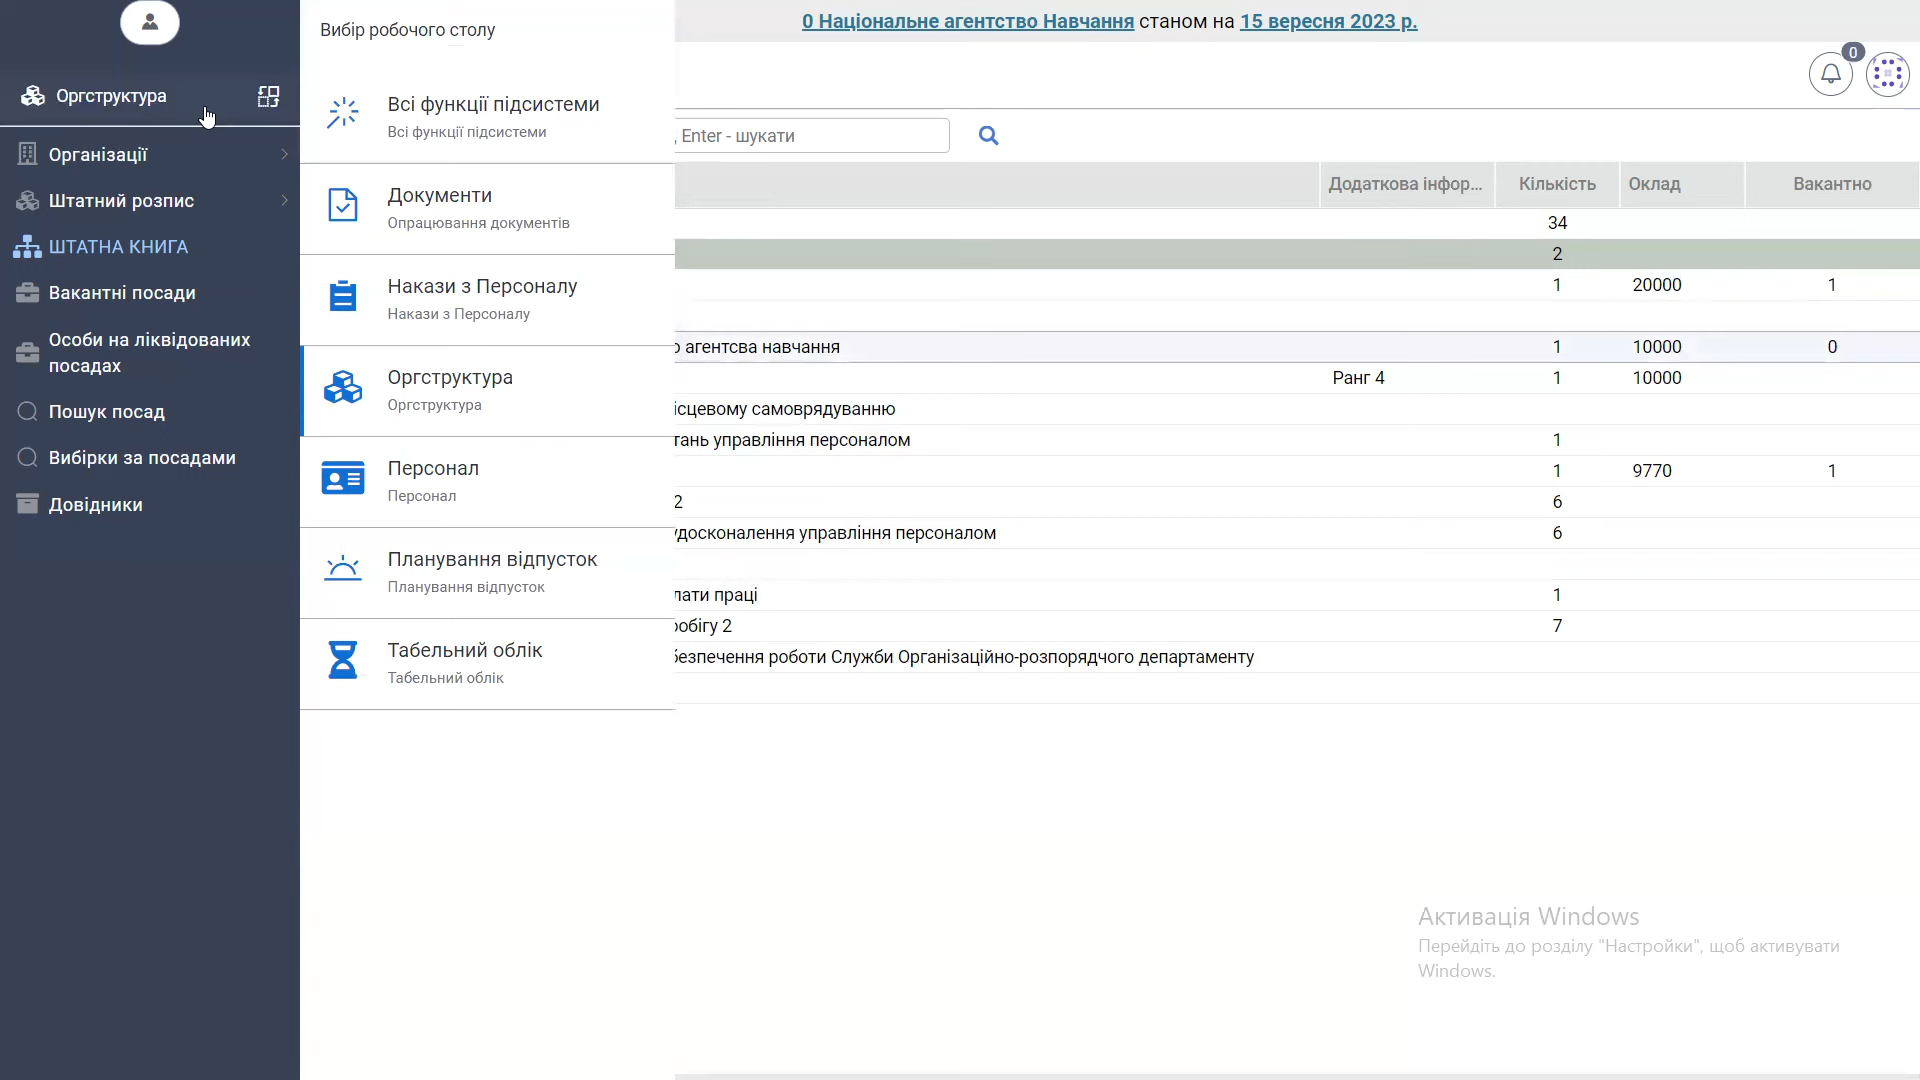 Вибір робочого столу
0 Національне агентство Навчання станом на 15 вересня 2023 р.
0
Оргструктура
Організації
Штатний розпис
ШТАТНА КНИГА
Вакантні посади
Особи на ліквідованих
посадах
Пошук посад
Вибірки за посадами
Довідники
Всі функції підсистеми
Всі функції підсистеми
Документи
Опрацювання документів
Накази з Персоналу
Накази з Персоналу
Оргструктура
Оргструктура
Персонал
Персонал
Планування відпусток
Планування відпусток
Табельний облік
Табельний облік
, Enter - шукати
Додаткова інфор... Кількість Оклад Вакантно
34
2
1 20000 1
агентсва навчання 1 10000 0
Ранг 4 1 10000
ісцевому самоврядуванню
тань управління персоналом 1
1 9770 1
2 6
удосконалення управління персоналом 6
лати праці 1
робігу 2 7
безпечення роботи Служби Організаційно-розпорядчого департаменту
Активація Windows
Перейдіть до розділу "Настройки", щоб активувати
Windows.